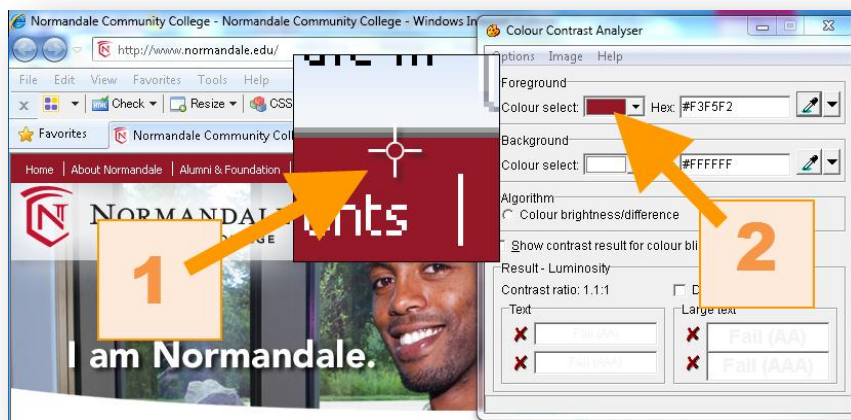 Normandale Community College - Normandale Community College - Windows In
http://www.normandale.edu/
File Edit View Favorites Tools Help
x Check Resize CSS
Favorites Normandale Community Coll
Home | About Normandale | Alumni & Foundation |
NORMANDALE
EGE
I am Normandale.
ents
1
Colour Contrast Analyser
Options Image Help
Foreground
Colour select: Hex: #F3F5F2
Background
Colour select: #FFFFFF
Algorithm
Colour brightness/difference
Show contrast result for colour bli
Result - Luminosity
Contrast ratio: 1.1:1 D
Text Large text
Fail (AA) Fail (AA)
Fail (AAA) Fail (AAA)
2